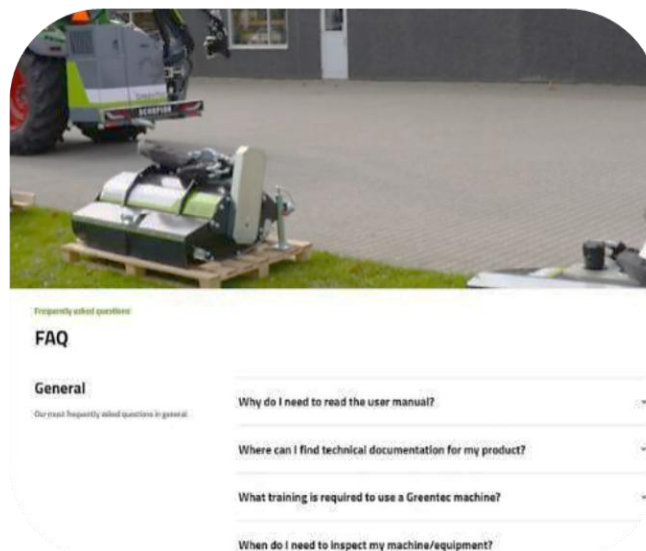 SCORPION
Frequently asked questions
FAQ
General
Our most frequently asked questions in general.
Why do I need to read the user manual?
Where can I find technical documentation for my product?
What training is required to use a Greentec machine?
When do I need to inspect my machine/equipment?